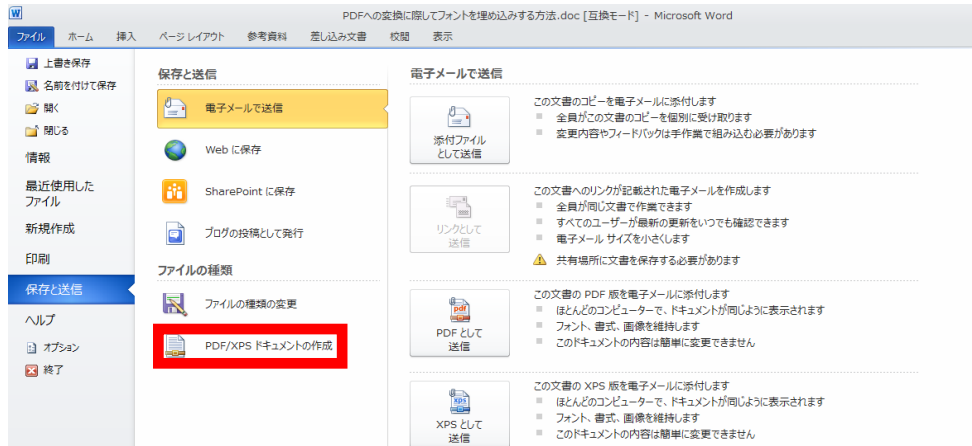 W
PDFへの変換に際してフォントを埋め込みする方法.doc [互換モード] - Microsoft Word
ファイル ホーム 挿入 ページ レイアウト 参考資料 差し込み文書 校閲 表示
上書き保存
名前を付けて保存
開く
閉じる
情報
最近使用した
ファイル
新規作成
印刷
保存と送信
ヘルプ
オプション
終了
保存と送信
電子メールで送信
Web に保存
SharePoint に保存
ブログの投稿として発行
ファイルの種類
ファイルの種類の変更
PDF/XPS ドキュメントの作成
電子メールで送信
添付ファイル
として送信
この文書のコピーを電子メールに添付します
全員がこの文書のコピーを個別に受け取ります
変更内容やフィードバックは手作業で組み込む必要があります
リンクとして
送信
この文書へのリンクが記載された電子メールを作成します
全員が同じ文書で作業できます
すべてのユーザーが最新の更新をいつでも確認できます
電子メール サイズを小さくします
共有場所に文書を保存する必要があります
pdf
PDF として
送信
この文書の PDF 版を電子メールに添付します
ほとんどのコンピューターで、ドキュメントが同じように表示されます
フォント、書式、画像を維持します
このドキュメントの内容は簡単に変更できません
XPS
XPS として
送信
この文書の XPS 版を電子メールに添付します
ほとんどのコンピューターで、ドキュメントが同じように表示されます
フォント、書式、画像を維持します
このドキュメントの内容は簡単に変更できません